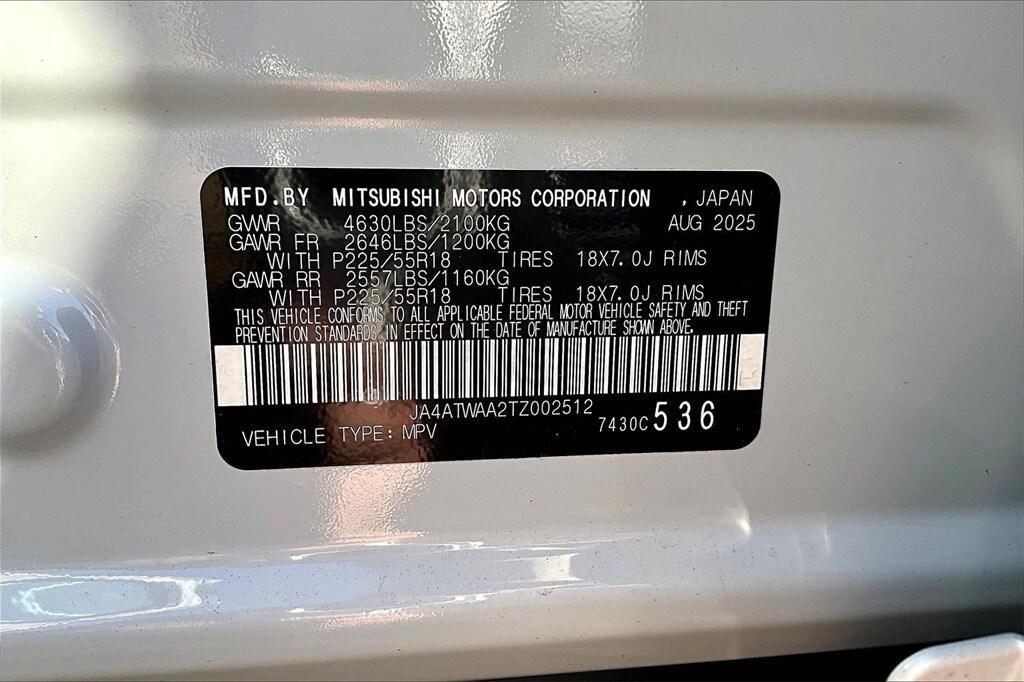 MFD.BY MITSUBISHI MOTORS CORPORATION , JAPAN
GVWR 4630LBS/2100KG AUG 2025
GAWR FR 2646LBS/1200KG
WITH P225/55R18 TIRES 18X7.0J RIMS
GAWR RR 2557LBS/1160KG
WITH P225/55R18 TIRES 18X7.0J RIMS
THIS VEHICLE CONFORMS TO ALL APPLICABLE FEDERAL MOTOR VEHICLE SAFETY AND THEFT
PREVENTION STANDARDS IN EFFECT ON THE DATE OF MANUFACTURE SHOWN ABOVE.
JA4ATWAA2TZ002512
VEHICLE TYPE: MPV 7430C 536